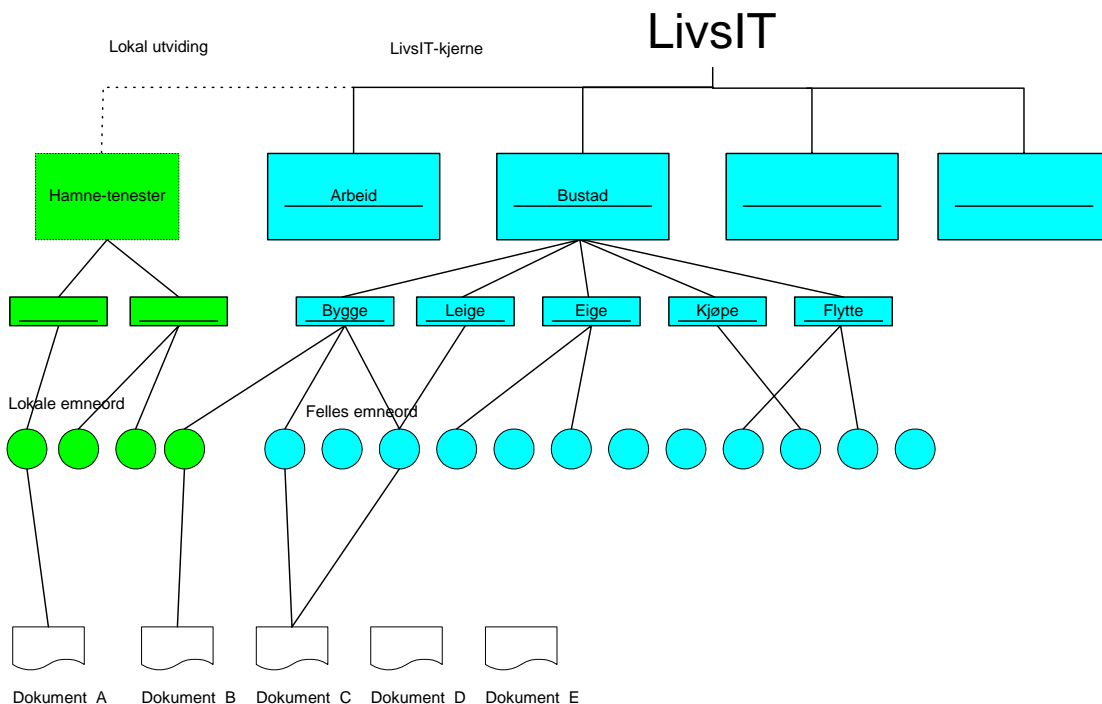 LivsIT
Lokal utviding
LivsIT-kjerne
Hamne-tenester
Arbeid
Bustad
Bygge
Leige
Eige
Kjøpe
Flytte
Lokale emneord
Felles emneord
Dokument A
Dokument B
Dokument C
Dokument D
Dokument E